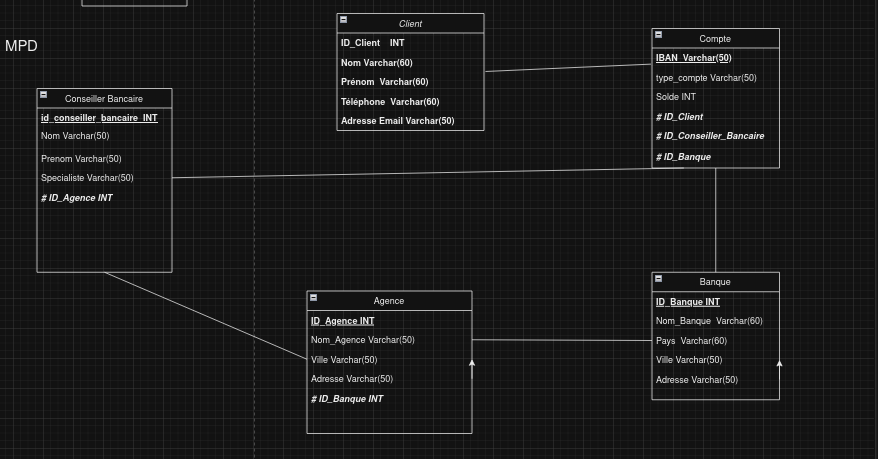 MPD
Client
ID_Client INT
Nom Varchar(60)
Prénom Varchar(60)
Téléphone Varchar(60)
Adresse Email Varchar(50)
Compte
IBAN Varchar(50)
type_compte Varchar(50)
Solde INT
# ID_Client
# ID_Conseiller_Bancaire
# ID_Banque
Conseiller Bancaire
id_conseiller_bancaire INT
Nom Varchar(50)
Prenom Varchar(50)
Specialiste Varchar(50)
# ID_Agence INT
Agence
ID_Agence INT
Nom_Agence Varchar(50)
Ville Varchar(50)
Adresse Varchar(50)
# ID_Banque INT
Banque
ID_Banque INT
Nom_Banque Varchar(60)
Pays Varchar(60)
Ville Varchar(50)
Adresse Varchar(50)